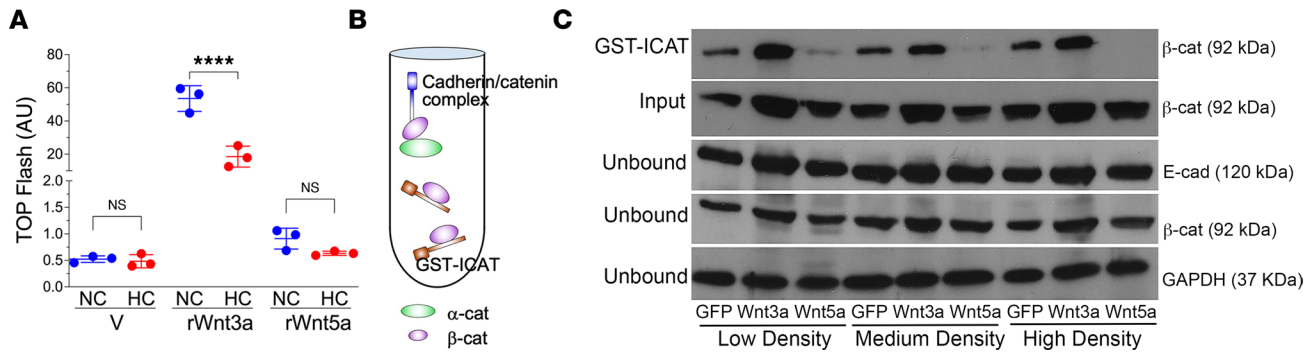 A
TOP Flash (AU)
80
60
40
20
2.0
1.5
1.0
0.5
0.0
NS
****
NS
NC HC NC HC NC HC
V rWnt3a rWnt5a
B
Cadherin/catenin
complex
GST-ICAT
α-cat
β-cat
C
GST-ICAT β-cat (92 kDa)
Input β-cat (92 kDa)
Unbound E-cad (120 kDa)
Unbound β-cat (92 kDa)
Unbound GAPDH (37 KDa)
GFP Wnt3a Wnt5a GFP Wnt3a Wnt5a GFP Wnt3a Wnt5a
Low Density Medium Density High Density